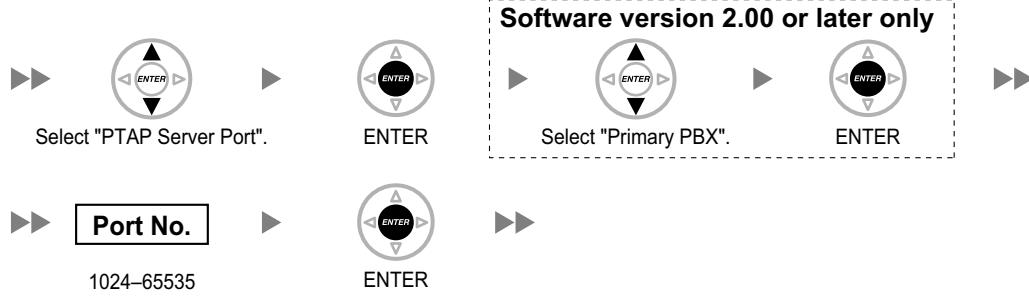 Software version 2.00 or later only
ENTER ENTER ENTER ENTER
Select "PTAP Server Port". ENTER Select "Primary PBX". ENTER
Port No. ENTER
1024–65535 ENTER